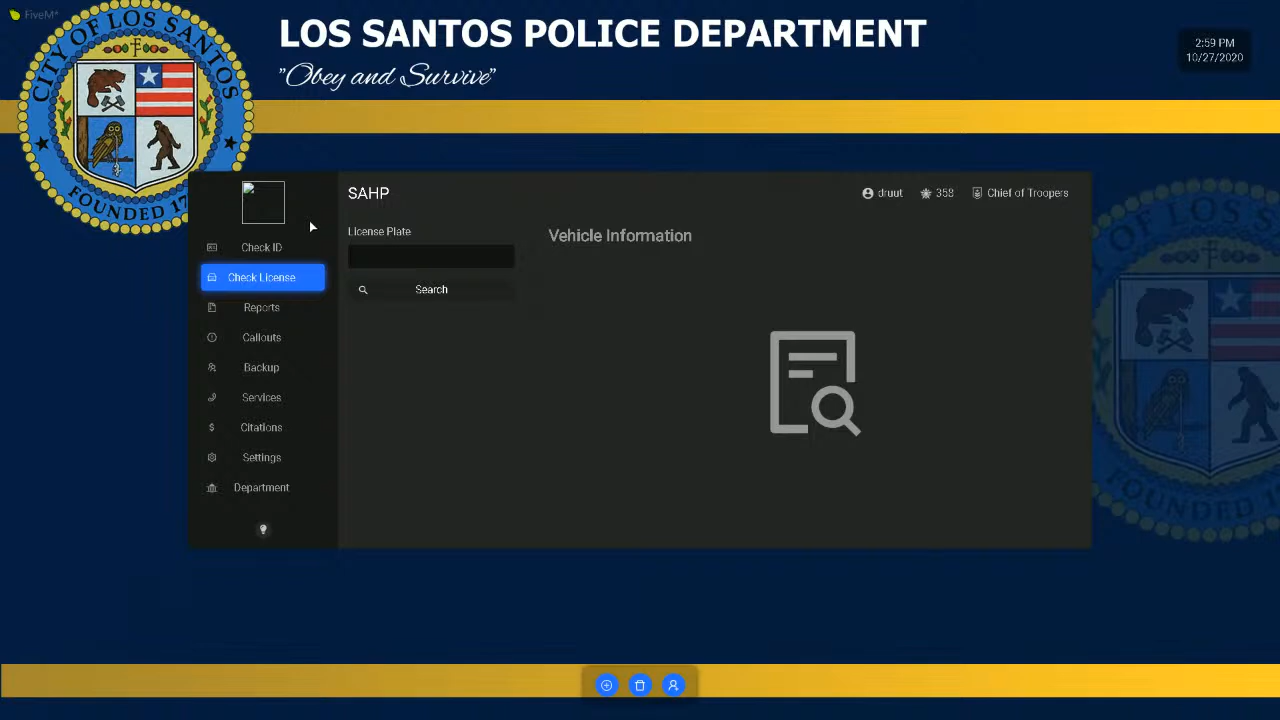 FiveM*
CITY OF LOS SANTOS
FOUNDED 17
LOS SANTOS POLICE DEPARTMENT
"Obey and Survive"
2:59 PM
10/27/2020
SAHP
druut
358
Chief of Troopers
Check ID
Check License
Reports
Callouts
Backup
Services
Citations
Settings
Department
License Plate
Search
Vehicle Information